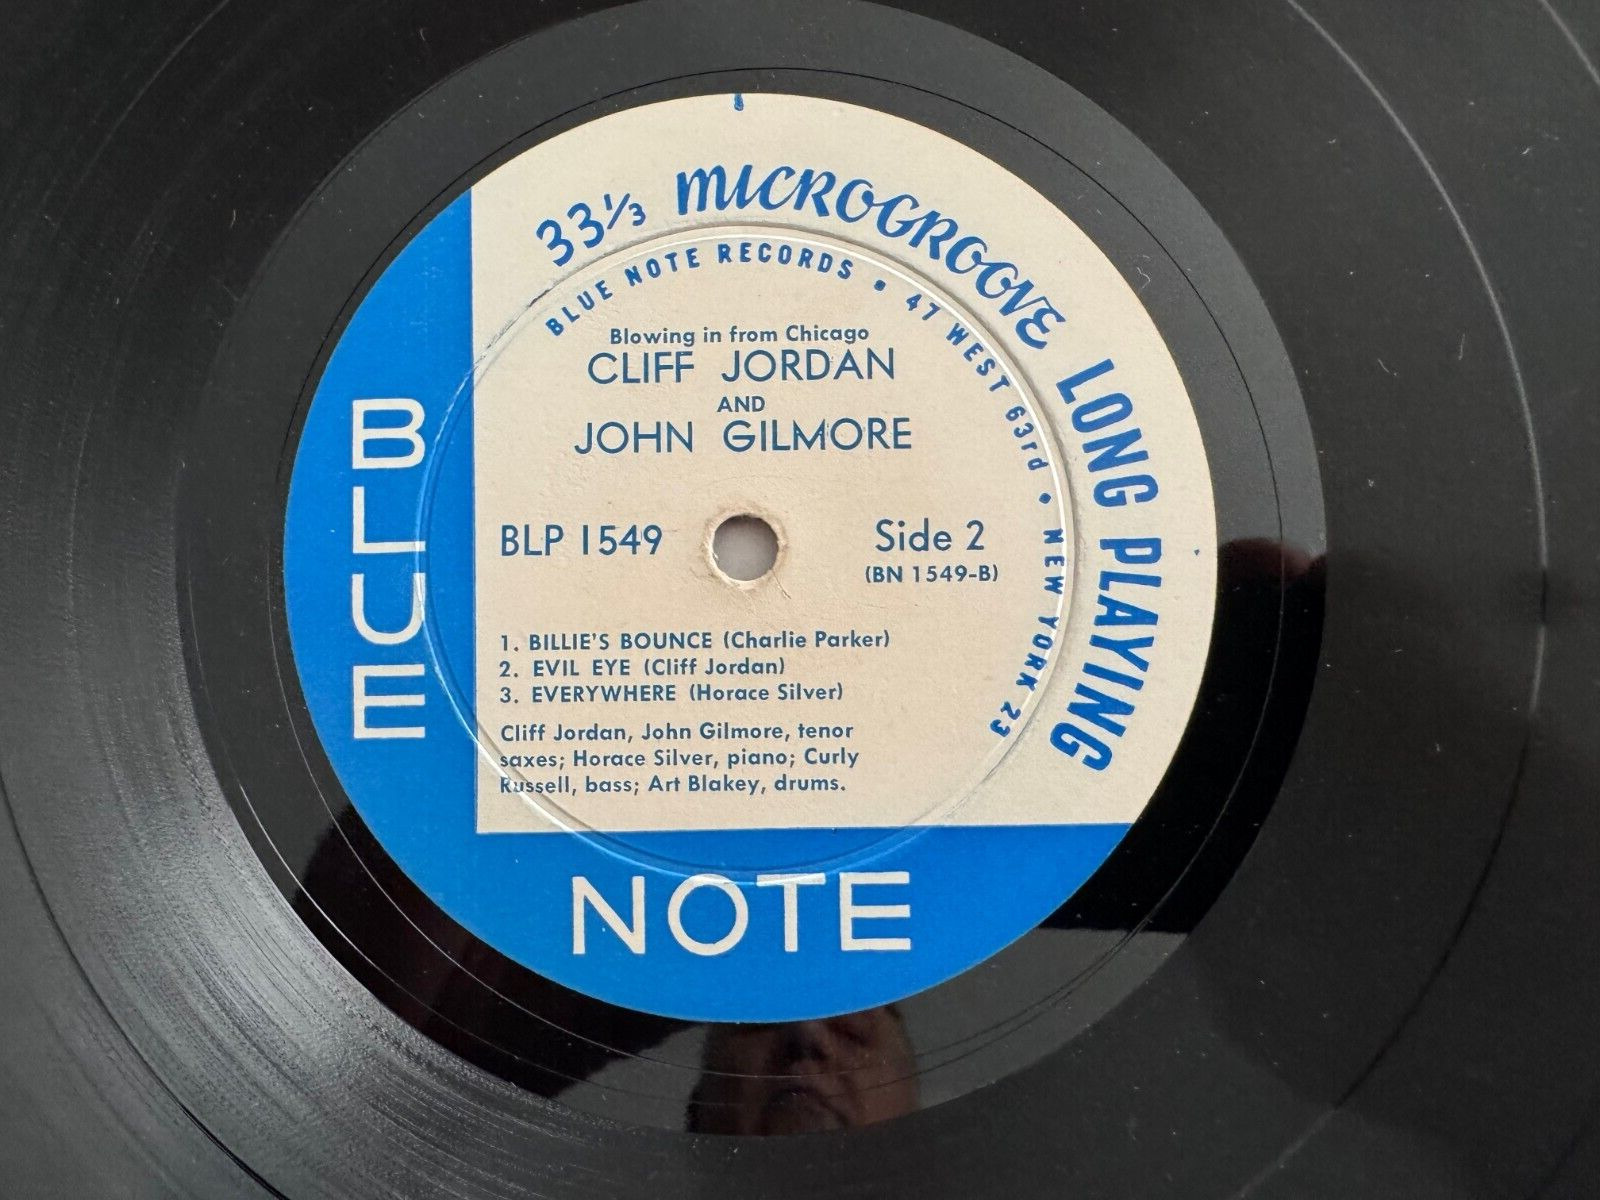 33⅓ MICROGROOVE LONG PLAYING
BLUE NOTE RECORDS • 47 WEST 63rd • NEW YORK 23
Blowing in from Chicago
CLIFF JORDAN
AND
JOHN GILMORE
BLP 1549
Side 2
(BN 1549-B)
1. BILLIE'S BOUNCE (Charlie Parker)
2. EVIL EYE (Cliff Jordan)
3. EVERYWHERE (Horace Silver)
Cliff Jordan, John Gilmore, tenor
saxes; Horace Silver, piano; Curly
Russell, bass; Art Blakey, drums.
BLUE
NOTE